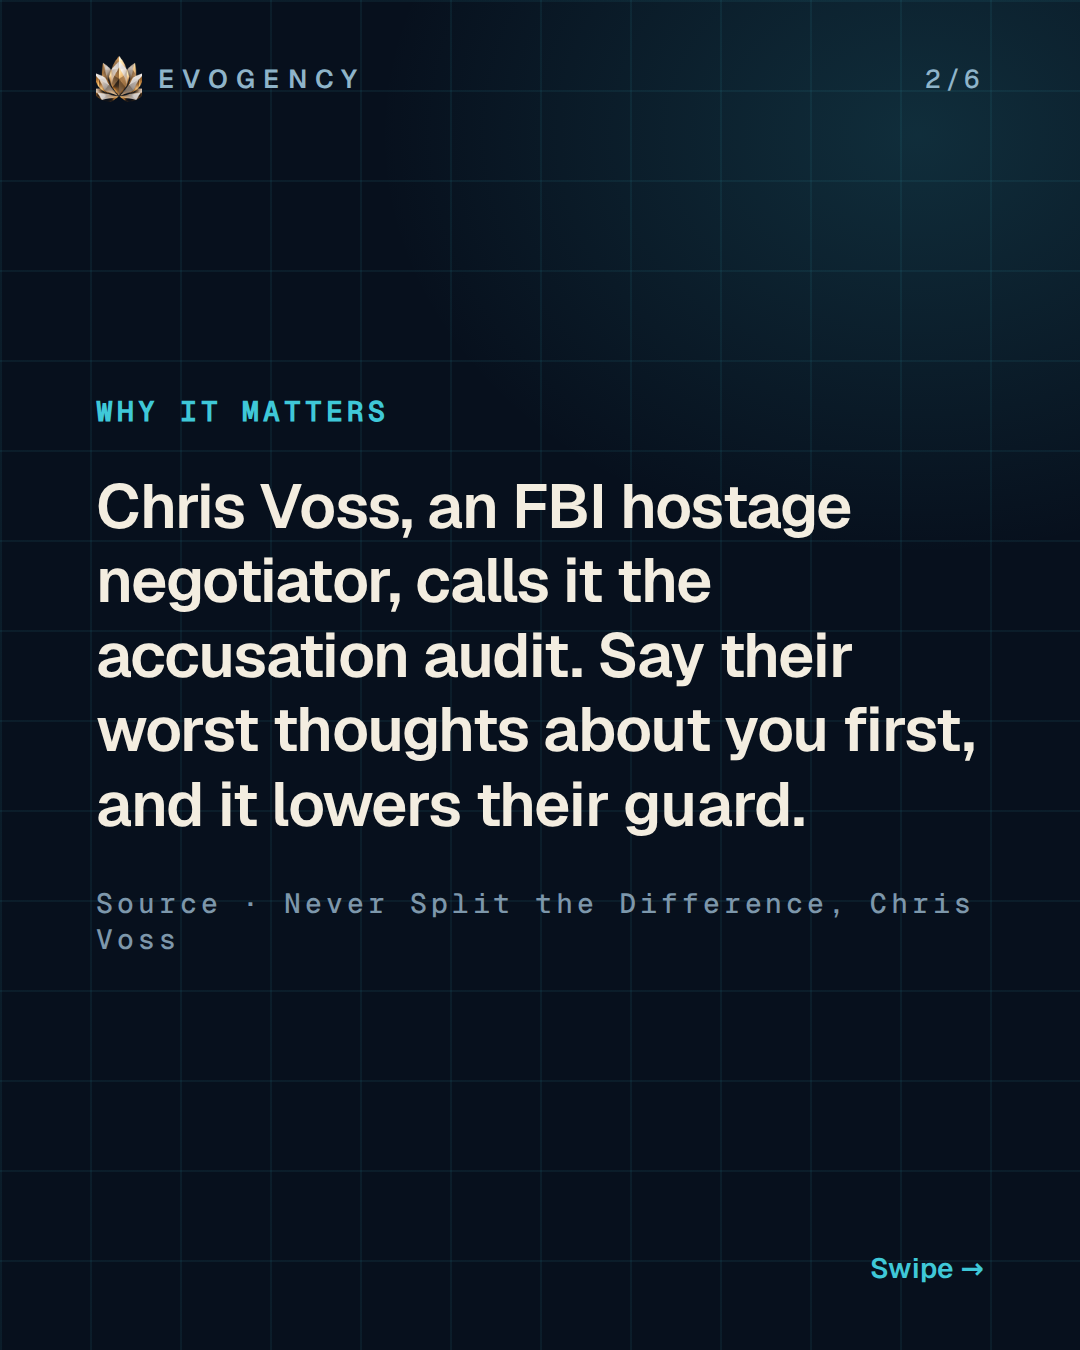 EVOGENCY
2/6
WHY IT MATTERS
Chris Voss, an FBI hostage
negotiator, calls it the
accusation audit. Say their
worst thoughts about you first,
and it lowers their guard.
Source · Never Split the Difference, Chris
Voss
Swipe →